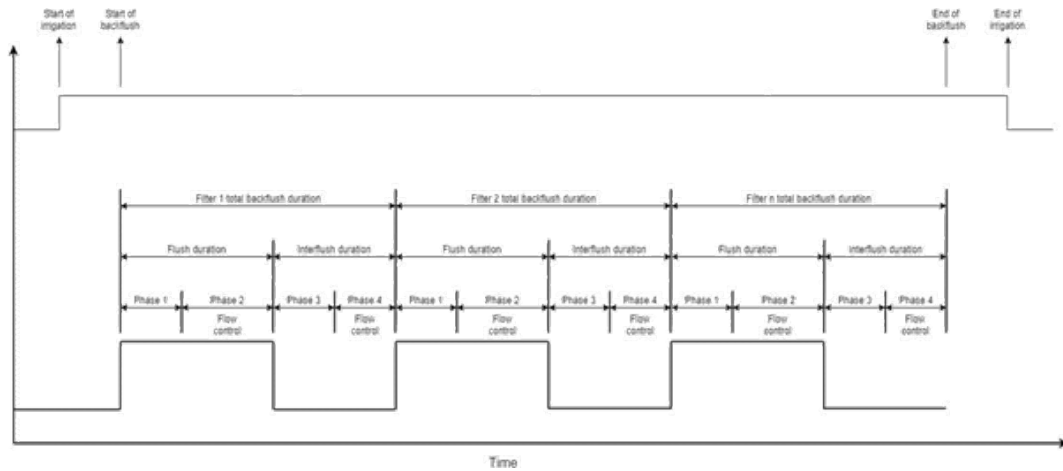 Start of
irrigation
Start of
backflush
End of
backflush
End of
irrigation
Filter 1 total backflush duration
Filter 2 total backflush duration
Filter n total backflush duration
Flush duration
Interflush duration
Flush duration
Interflush duration
Flush duration
Interflush duration
Phase 1
Phase 2
Phase 3
Phase 4
Phase 1
Phase 2
Phase 3
Phase 4
Phase 1
Phase 2
Phase 3
Phase 4
Flow
control
Flow
control
Flow
control
Flow
control
Flow
control
Flow
control
Time